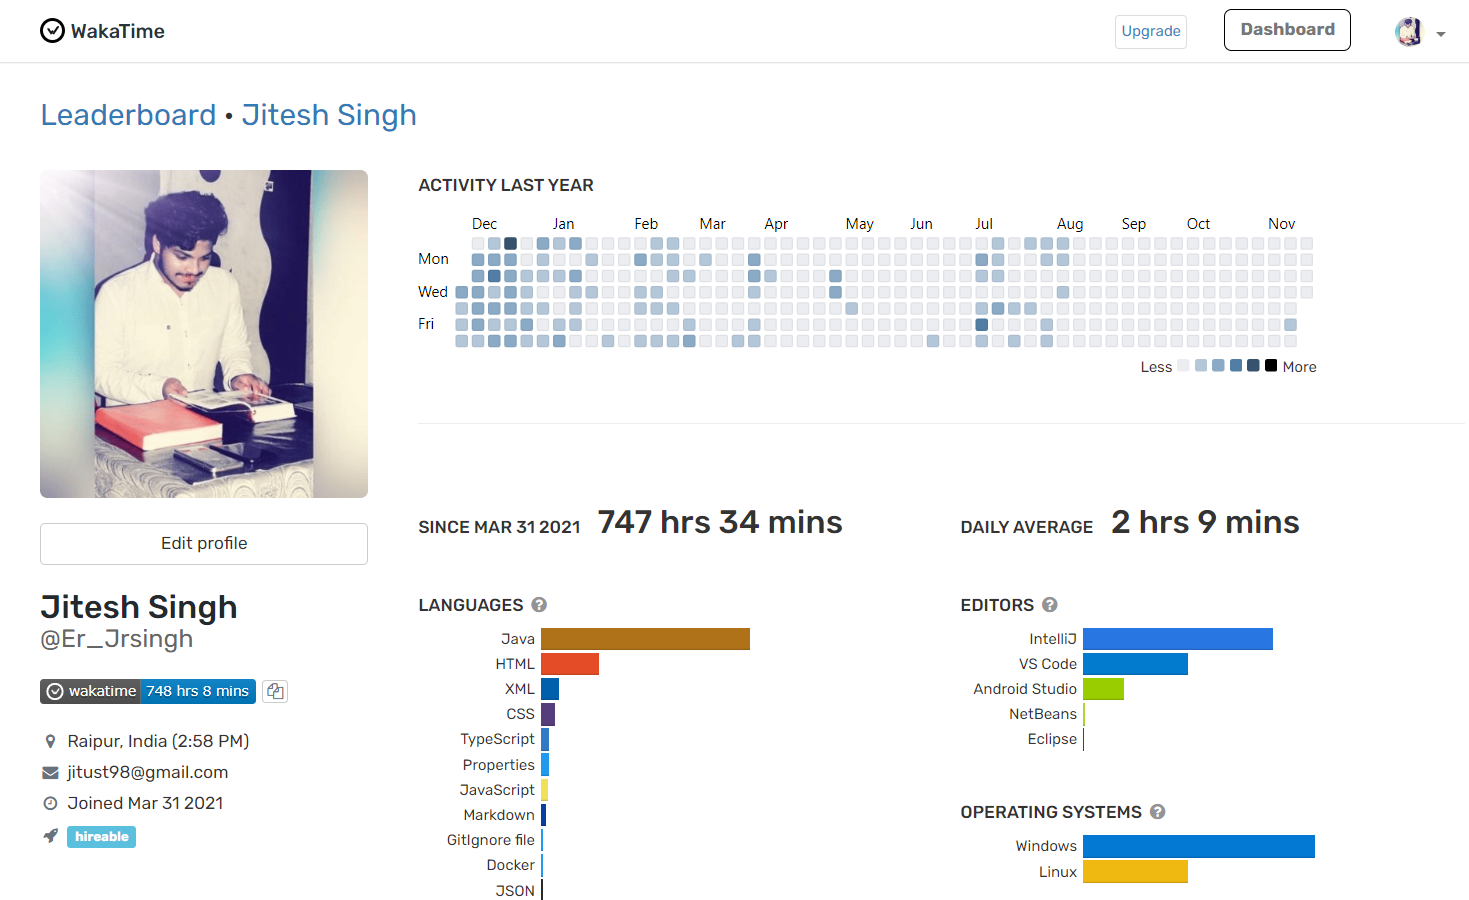 WakaTime
Upgrade
Dashboard
Leaderboard • Jitesh Singh
ACTIVITY LAST YEAR
Dec Jan Feb Mar Apr May Jun Jul Aug Sep Oct Nov
Mon
Wed
Fri
Less More
Edit profile
Jitesh Singh
@Er_Jrsingh
wakatime 748 hrs 8 mins
Raipur, India (2:58 PM)
jitust98@gmail.com
Joined Mar 31 2021
hireable
SINCE MAR 31 2021 747 hrs 34 mins
LANGUAGES ?
Java
HTML
XML
CSS
TypeScript
Properties
JavaScript
Markdown
GitIgnore file
Docker
JSON
DAILY AVERAGE 2 hrs 9 mins
EDITORS ?
IntelliJ
VS Code
Android Studio
NetBeans
Eclipse
OPERATING SYSTEMS ?
Windows
Linux